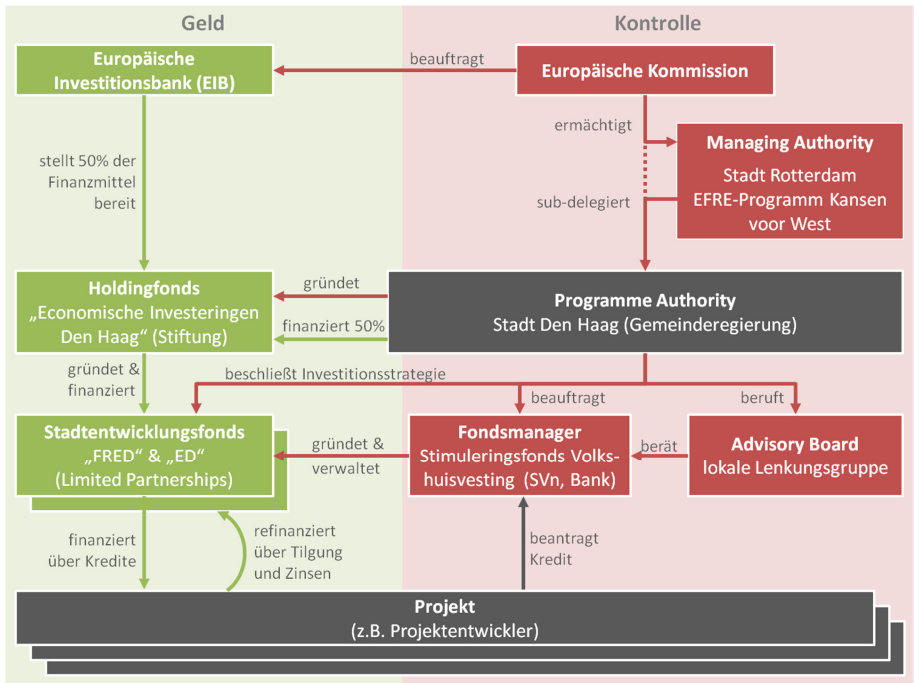 Geld
Kontrolle
Europäische
Investitionsbank (EIB)
beauftragt
Europäische Kommission
ermächtigt
Managing Authority
Stadt Rotterdam
EFRE-Programm Kansen
voor West
stellt 50% der
Finanzmittel
bereit
sub-delegiert
Holdingfonds
„Economische Investeringen
Den Haag“ (Stiftung)
gründet
finanziert 50%
Programme Authority
Stadt Den Haag (Gemeinderegierung)
gründet &
finanziert
beschließt Investitionsstrategie
beauftragt
beruft
Stadtentwicklungsfonds
„FRED“ & „ED“
(Limited Partnerships)
gründet &
verwaltet
Fondsmanager
Stimuleringsfonds Volks-
huisvesting (SVn, Bank)
berät
Advisory Board
lokale Lenkungsgruppe
finanziert
über Kredite
refinanziert
über Tilgung
und Zinsen
beantragt
Kredit
Projekt
(z.B. Projektentwickler)